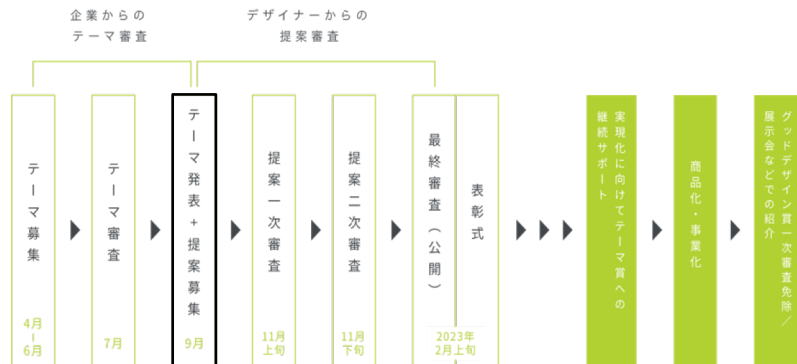 企業からの
テーマ審査
デザイナーからの
提案審査
テーマ募集
4月
ー
6月
テーマ審査
7月
テーマ発表+提案募集
9月
提案一次審査
11月
上旬
提案二次審査
11月
下旬
最終審査（公開）
表彰式
2023年
2月上旬
実現化に向けてテーマ賞への
継続サポート
商品化・事業化
グッドデザイン賞一次審査免除／
展示会などでの紹介